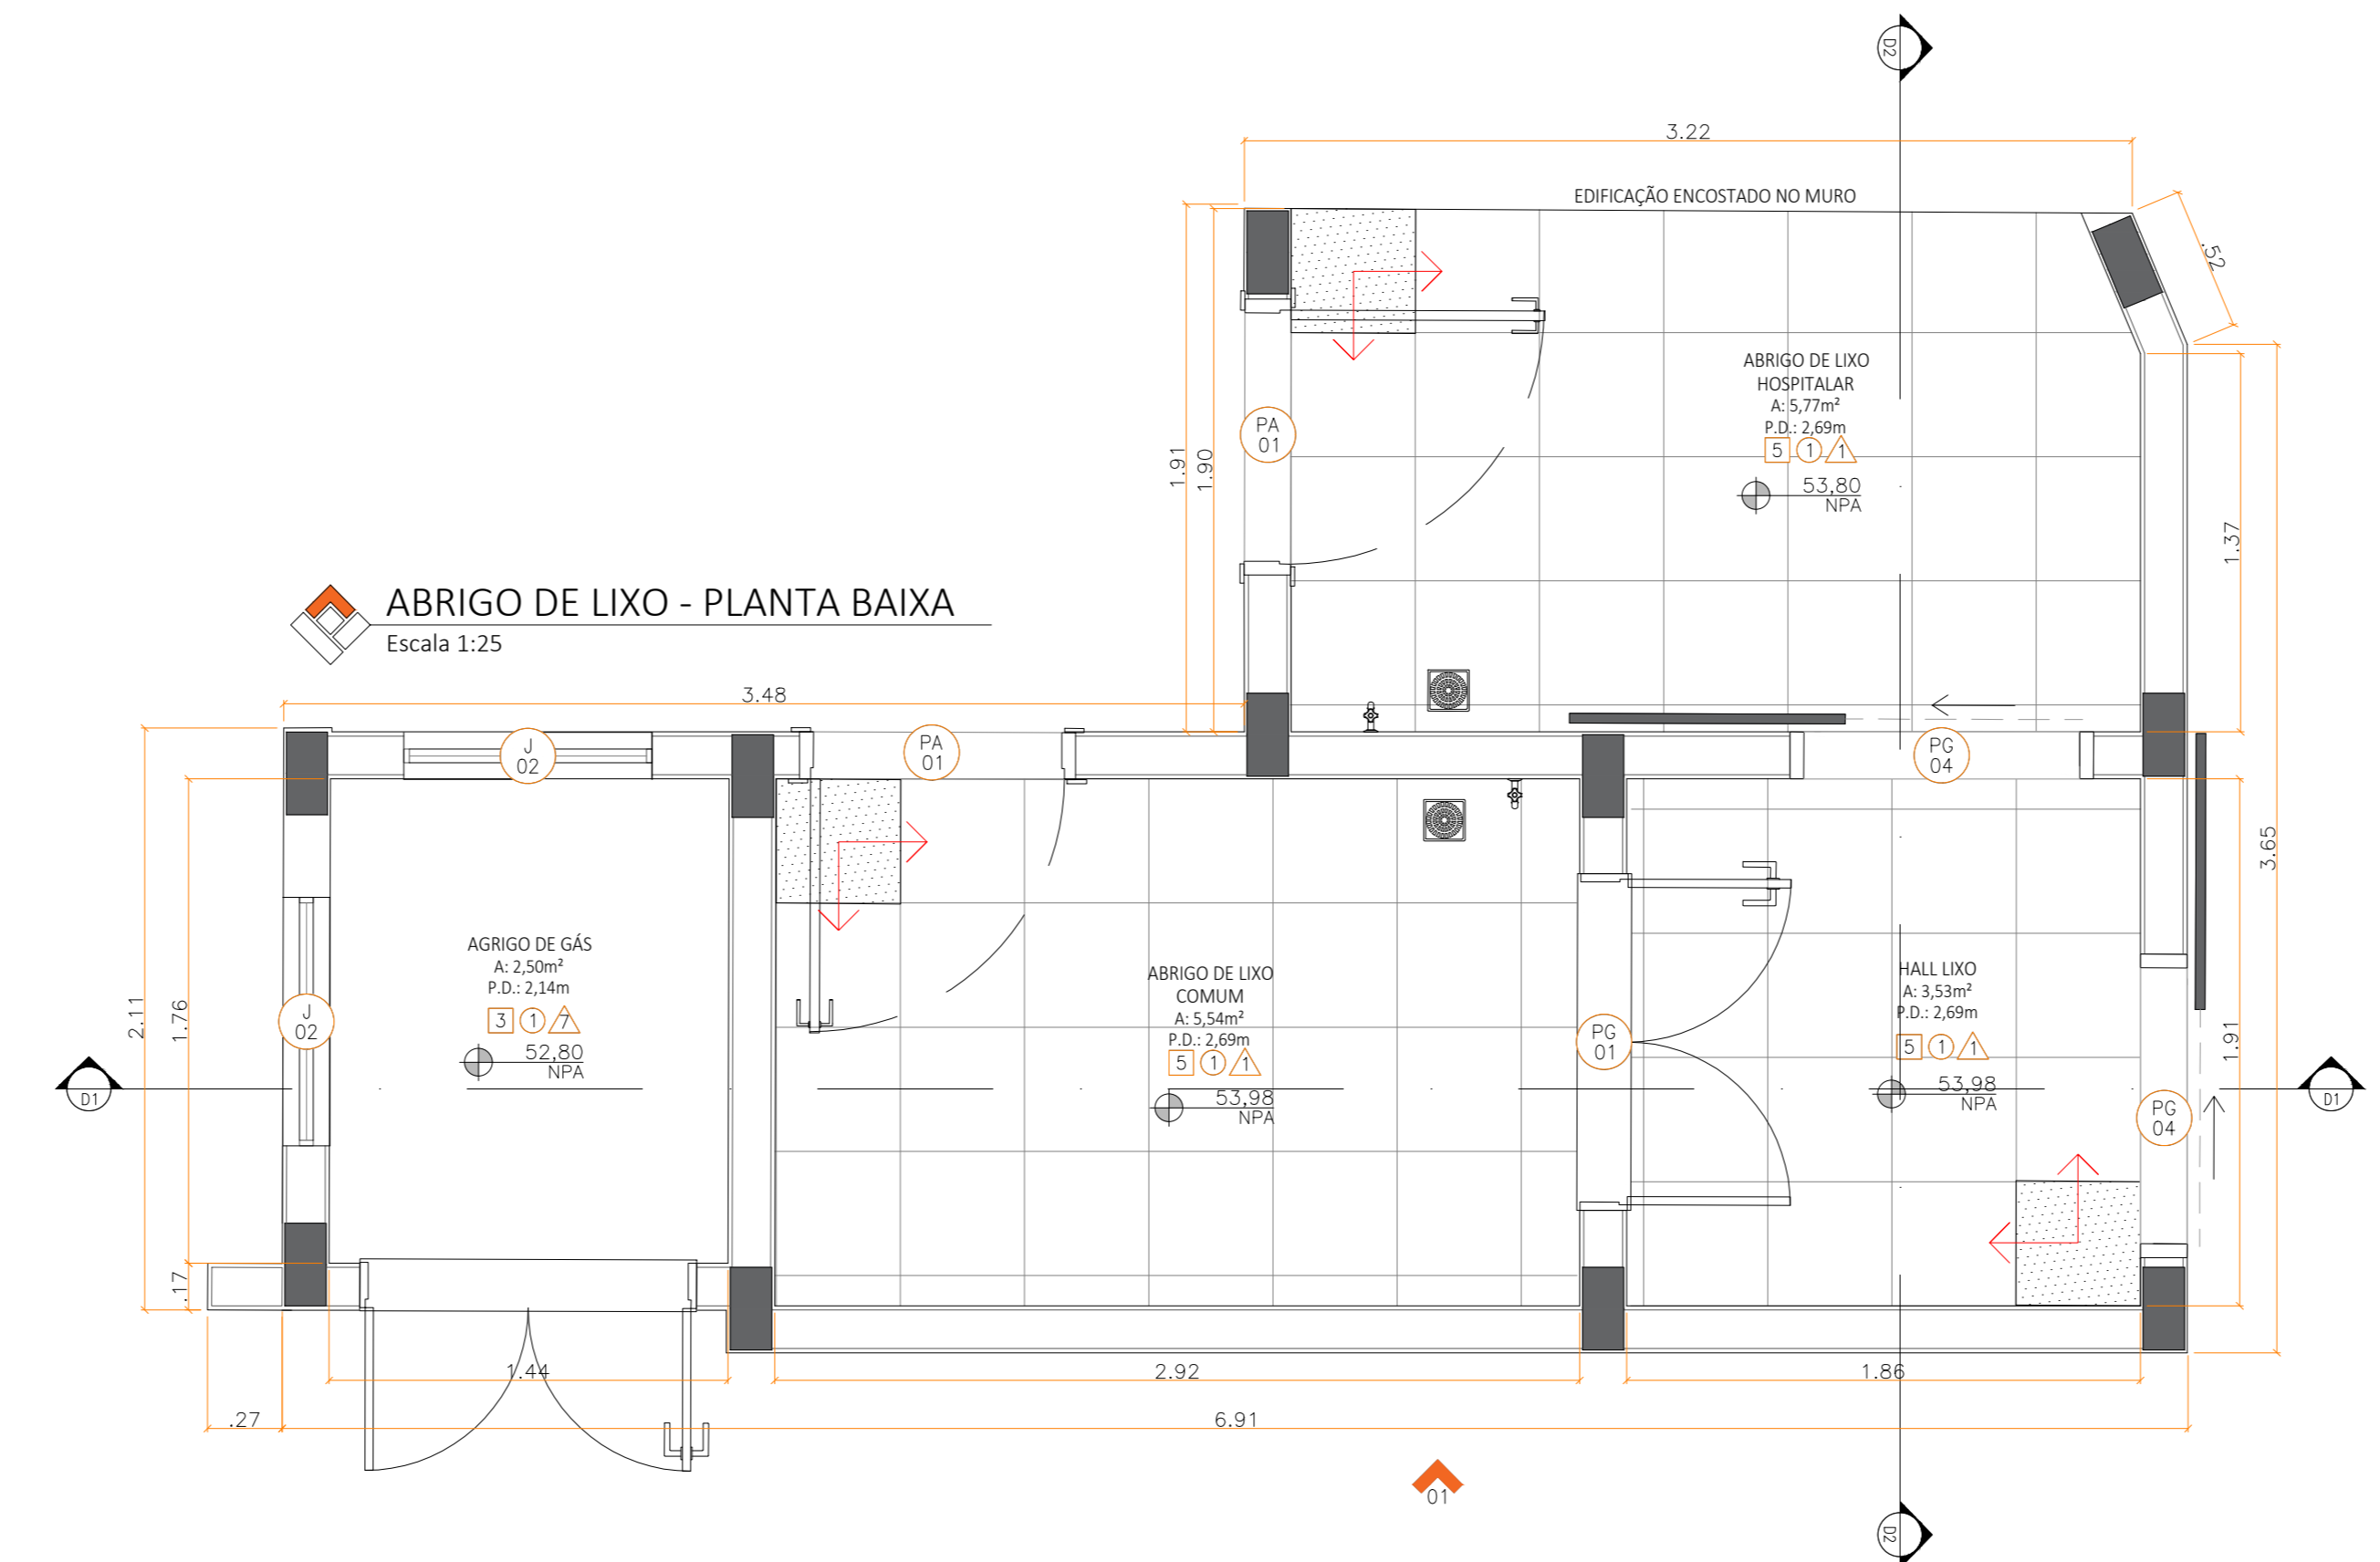 D2
3.22
EDIFICAÇÃO ENCOSTADO NO MURO
.52
ABRIGO DE LIXO
HOSPITALAR
A: 5,77m²
P.D.: 2,69m
5 1 1
53,80
NPA
PA
01
1.91
1.90
1.37
ABRIGO DE LIXO - PLANTA BAIXA
Escala 1:25
3.48
J
02
PA
01
PG
04
3.65
2.11
1.76
.17
J
02
AGRIGO DE GÁS
A: 2,50m²
P.D.: 2,14m
3 1 7
52,80
NPA
ABRIGO DE LIXO
COMUM
A: 5,54m²
P.D.: 2,69m
5 1 1
53,98
NPA
PG
01
HALL LIXO
A: 3,53m²
P.D.: 2,69m
5 1 1
53,98
NPA
1.91
PG
04
D1
D1
1.44
2.92
1.86
.27
6.91
01
D2